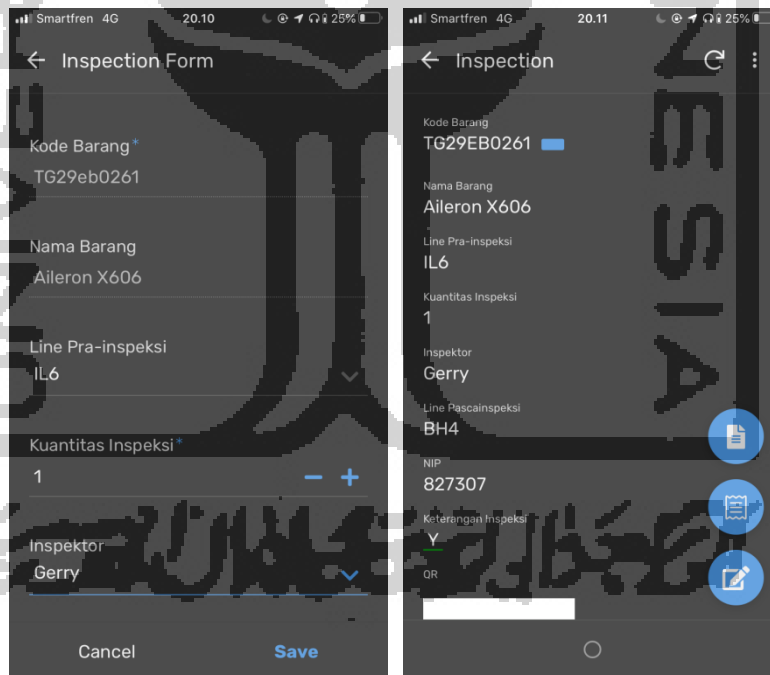 Smartfren 4G 20.10 25%
Inspection Form
Kode Barang*
TG29eb0261
Nama Barang
Aileron X606
Line Pra-inspeksi
IL6
Kuantitas Inspeksi*
1
Inspektor
Gerry
Cancel Save
Smartfren 4G 20.11 25%
Inspection
Kode Barang
TG29EB0261
Nama Barang
Aileron X606
Line Pra-inspeksi
IL6
Kuantitas Inspeksi
1
Inspektor
Gerry
Line Pascainspeksi
BH4
NIP
827307
Keterangan Inspeksi
Y
QR